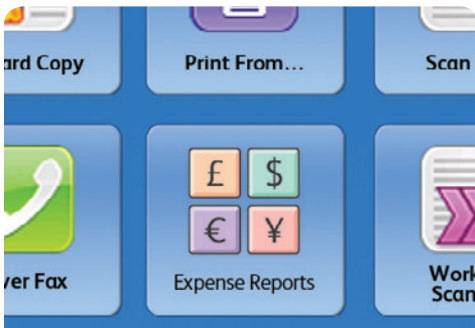 ard Copy
Print From...
Scan
£ $
€ ¥
ver Fax
Expense Reports
Work
Scan